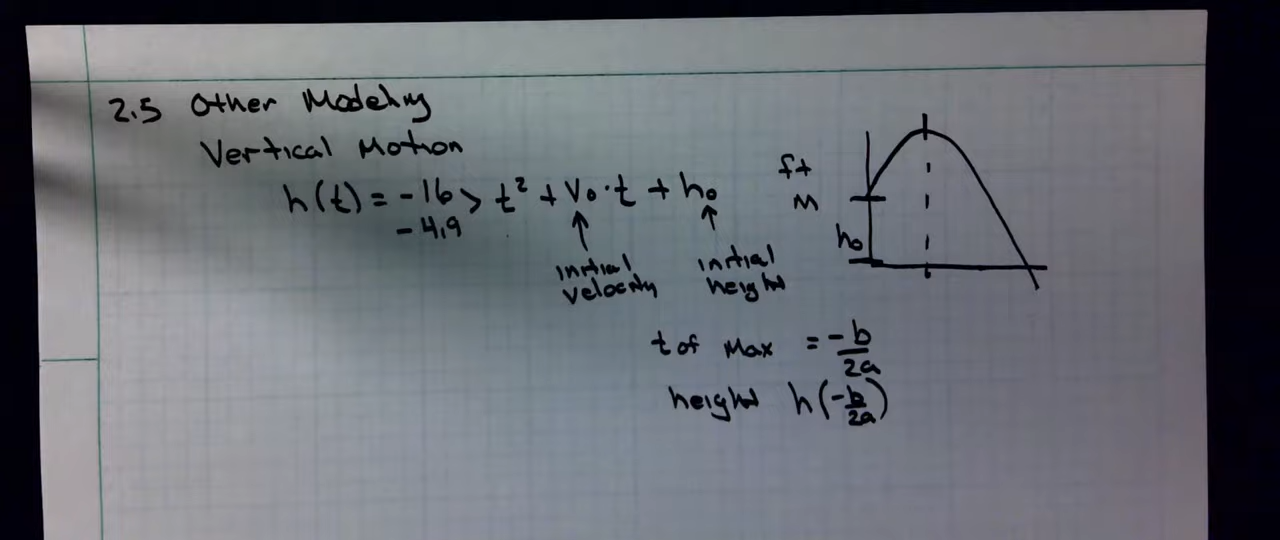 2.5 Other Modeling
Vertical Motion
h(t) = -16 > t² + V₀·t + h₀
-4.9
initial velocity
initial height
ft
M
h₀
t of Max = -b/2a
height h(-b/2a)